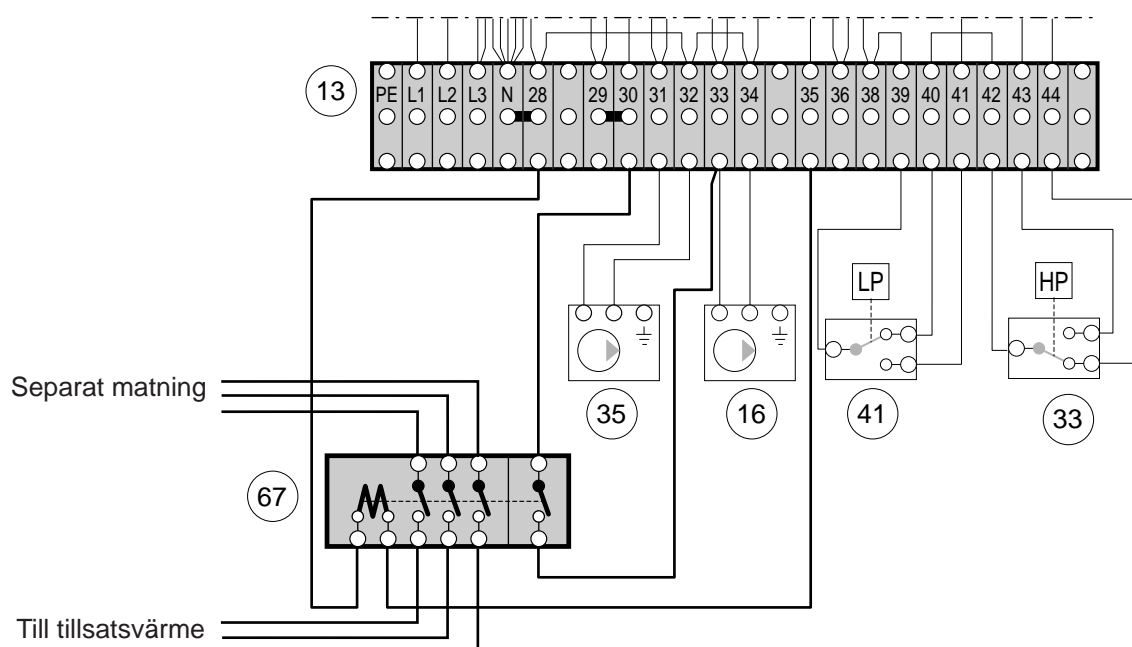 13
PE L1 L2 L3 N 28 29 30 31 32 33 34 35 36 38 39 40 41 42 43 44
LP
HP
Separat matning
35
16
41
33
67
Till tillsatsvärme